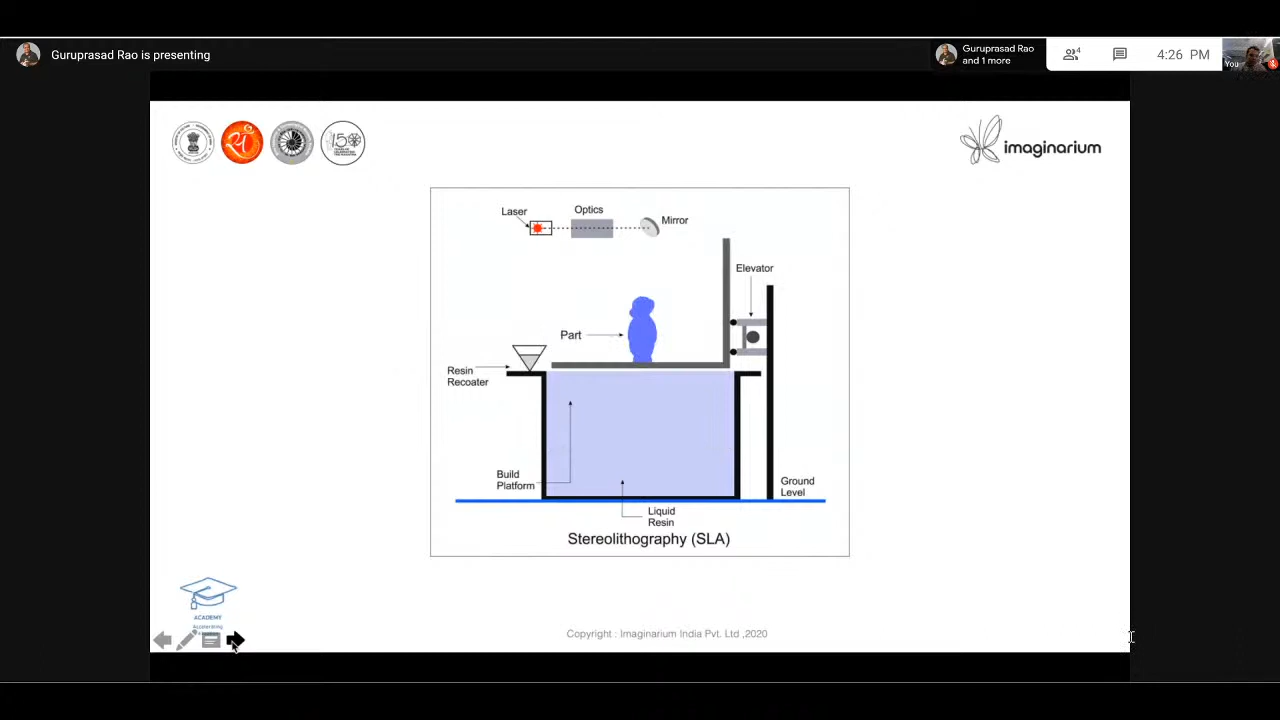 Guruprasad Rao is presenting
Guruprasad Rao
and 1 more
4
4:26 PM
You
imaginarium
Laser
Optics
Mirror
Elevator
Part
Resin
Recoater
Build
Platform
Ground
Level
Liquid
Resin
Stereolithography (SLA)
ACADEMY
Copyright : Imaginarium India Pvt. Ltd ,2020